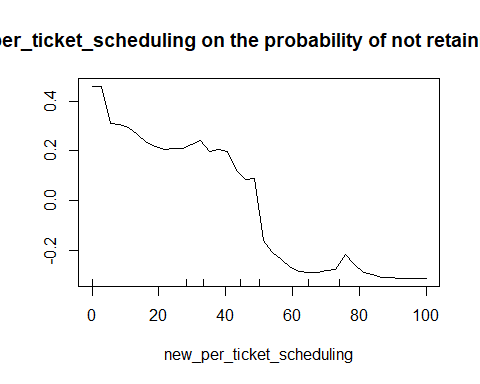 per_ticket_scheduling on the probability of not retain
0.4
0.2
0.0
-0.2
0 20 40 60 80 100
new_per_ticket_scheduling